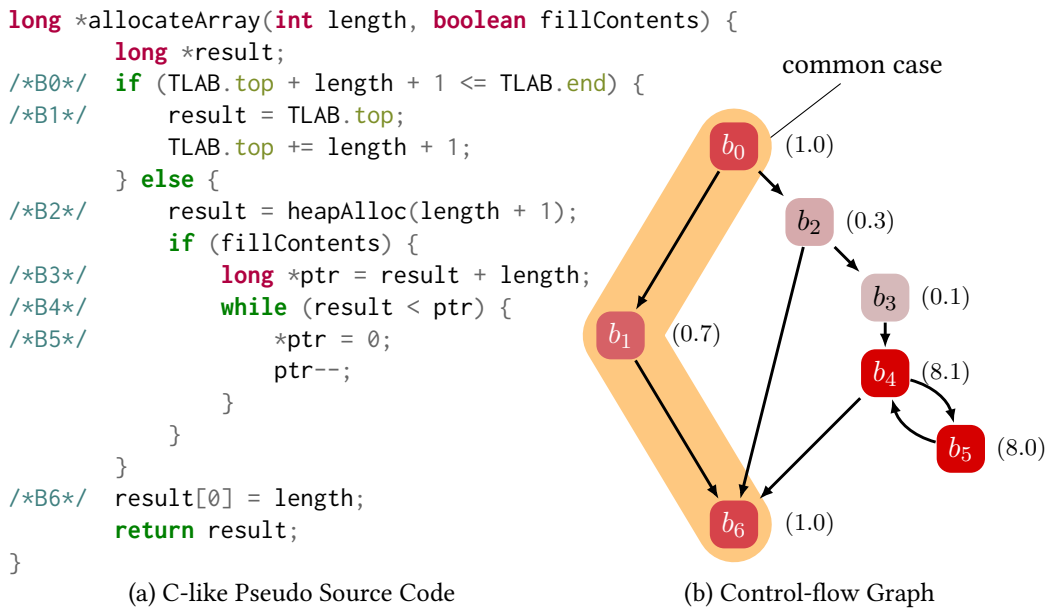 long *allocateArray(int length, boolean fillContents) {
long *result;
/*B0*/ if (TLAB.top + length + 1 <= TLAB.end) {
/*B1*/ result = TLAB.top;
TLAB.top += length + 1;
} else {
/*B2*/ result = heapAlloc(length + 1);
if (fillContents) {
/*B3*/ long *ptr = result + length;
/*B4*/ while (result < ptr) {
/*B5*/ *ptr = 0;
ptr--;
}
}
}
/*B6*/ result[0] = length;
return result;
}
(a) C-like Pseudo Source Code
common case
b0 (1.0)
b2 (0.3)
b3 (0.1)
b1 (0.7)
b4 (8.1)
b5 (8.0)
b6 (1.0)
(b) Control-flow Graph